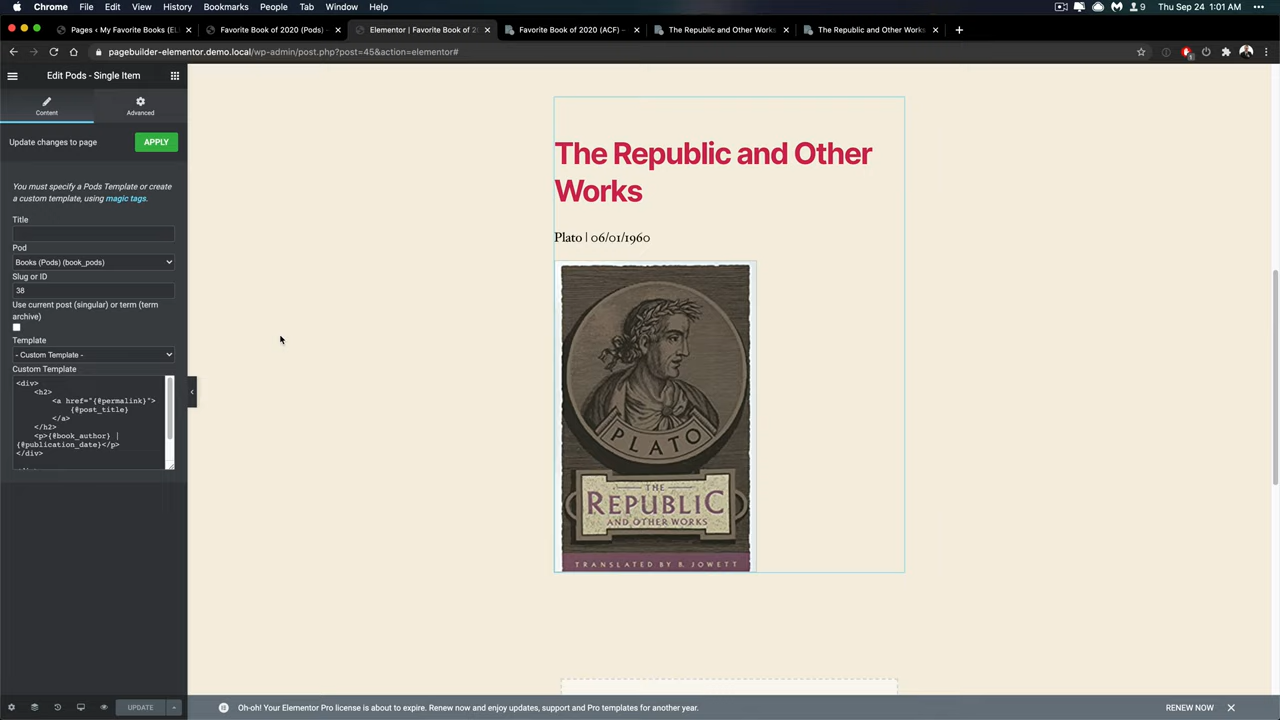 Chrome File Edit View History Bookmarks People Tab Window Help
9 Thu Sep 24 1:01 AM
Pages ‹ My Favorite Books (EL
Favorite Book of 2020 (Pods)
Elementor | Favorite Book of 2
Favorite Book of 2020 (ACF) –
The Republic and Other Works
The Republic and Other Works
pagebuilder-elementor.demo.local/wp-admin/post.php?post=45&action=elementor#
Edit Pods - Single Item
Content
Advanced
Update changes to page
APPLY
You must specify a Pods Template or create
a custom template, using magic tags.
Title
Pod
Books (Pods) (book_pods)
Slug or ID
38
Use current post (singular) or term (term
archive)
Template
- Custom Template -
Custom Template
<div>
<h2>
<a href="{@permalink}">
{@post_title}
</a>
</h2>
<p>{@book_author} |
{@publication_date}</p>
</div>
UPDATE
The Republic and Other
Works
Plato | 06/01/1960
PLATO
THE
REPUBLIC
AND OTHER WORKS
TRANSLATED BY B. JOWETT
Oh-oh! Your Elementor Pro license is about to expire. Renew now and enjoy updates, support and Pro templates for another year.
RENEW NOW